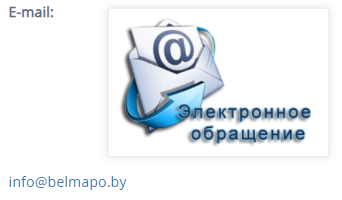 E-mail:
@
Электронное
обращение
info@belmapo.by